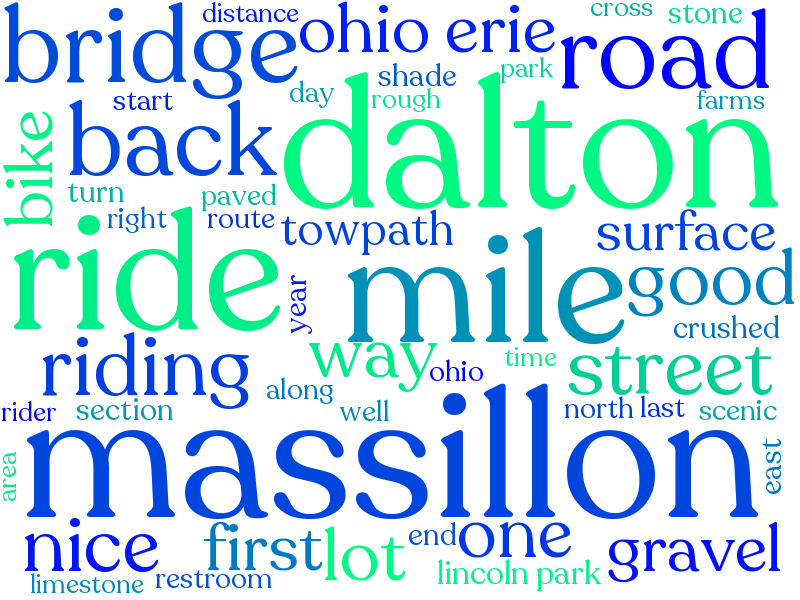 distance
cross
stone
bridge
ohio erie
road
shade
park
start
day
rough
farms
back
dalton
bike
turn
paved
right
route
towpath
surface
ride
mile
good
year
crushed
riding
way
ohio
time
street
along
rider
section
well
north
last
scenic
massillon
area
east
nice
first
lot
end
one
gravel
limestone
restroom
lincoln park